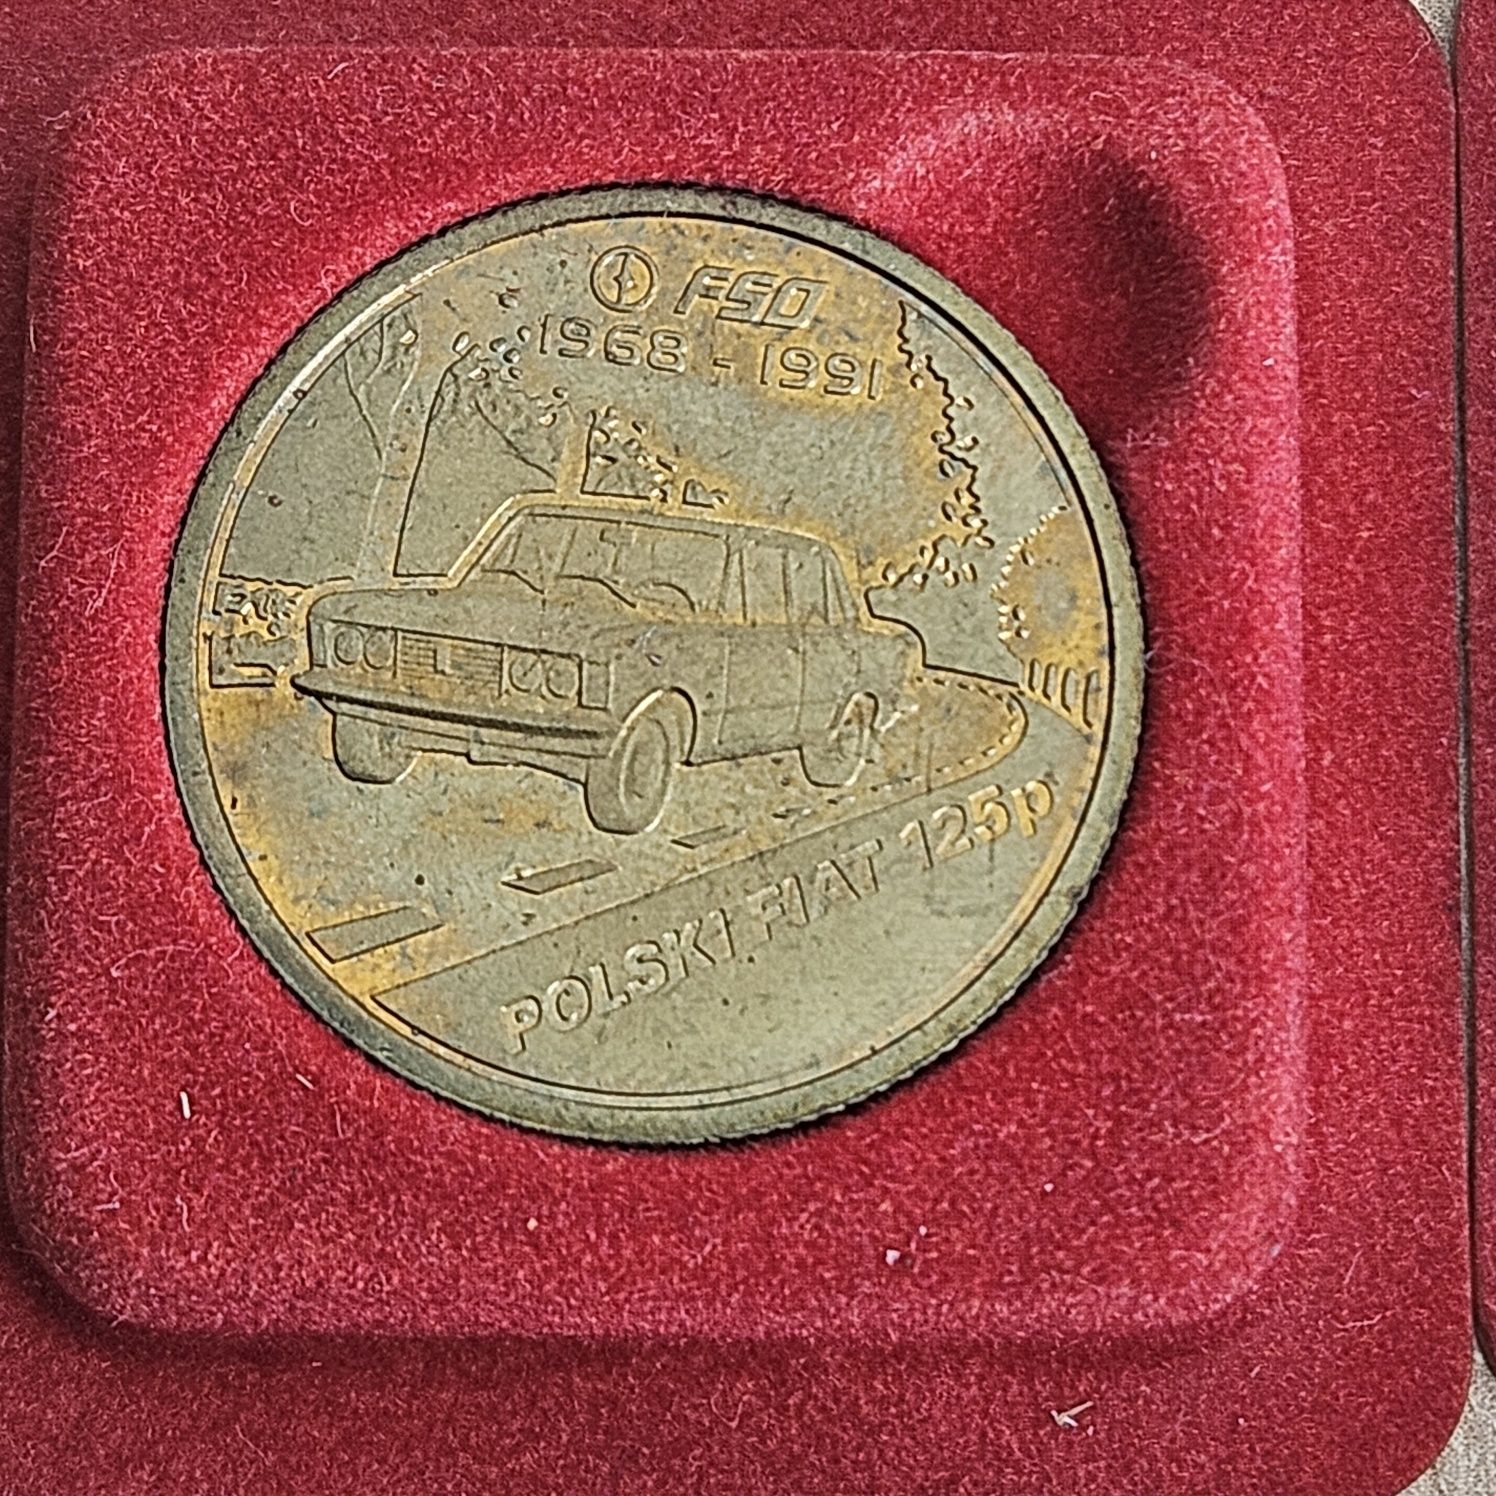 FSO
1968 - 1991
POLSKI FIAT 125p